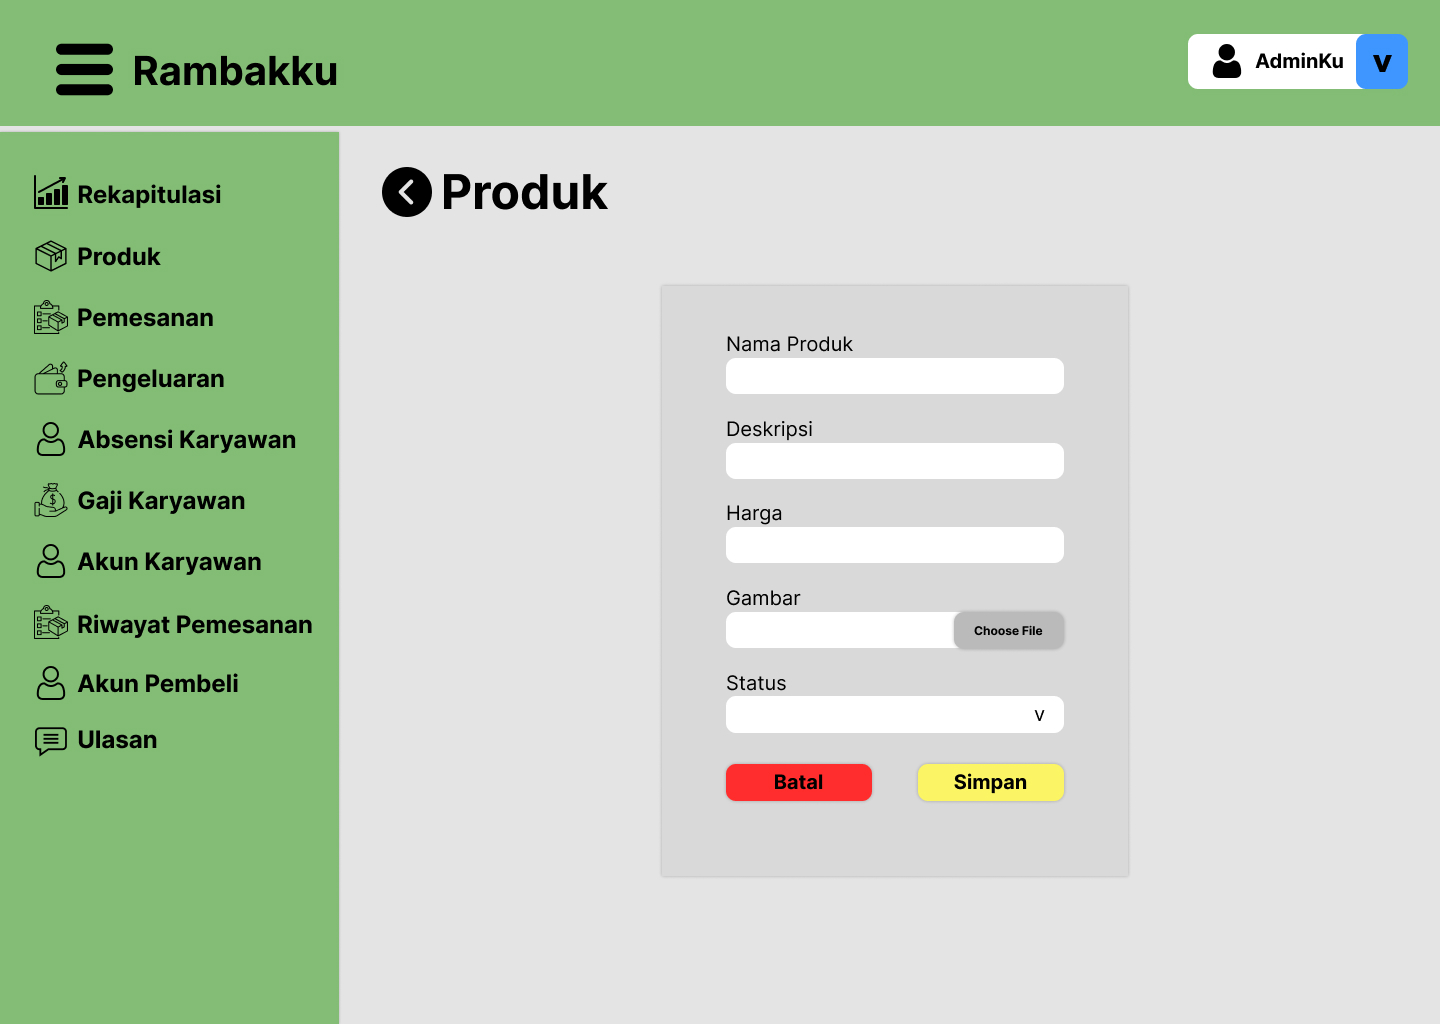 Rambakku
AdminKu
v
Rekapitulasi
Produk
Pemesanan
Pengeluaran
Absensi Karyawan
Gaji Karyawan
Akun Karyawan
Riwayat Pemesanan
Akun Pembeli
Ulasan
Produk
Nama Produk
Deskripsi
Harga
Gambar
Choose File
Status
v
Batal
Simpan